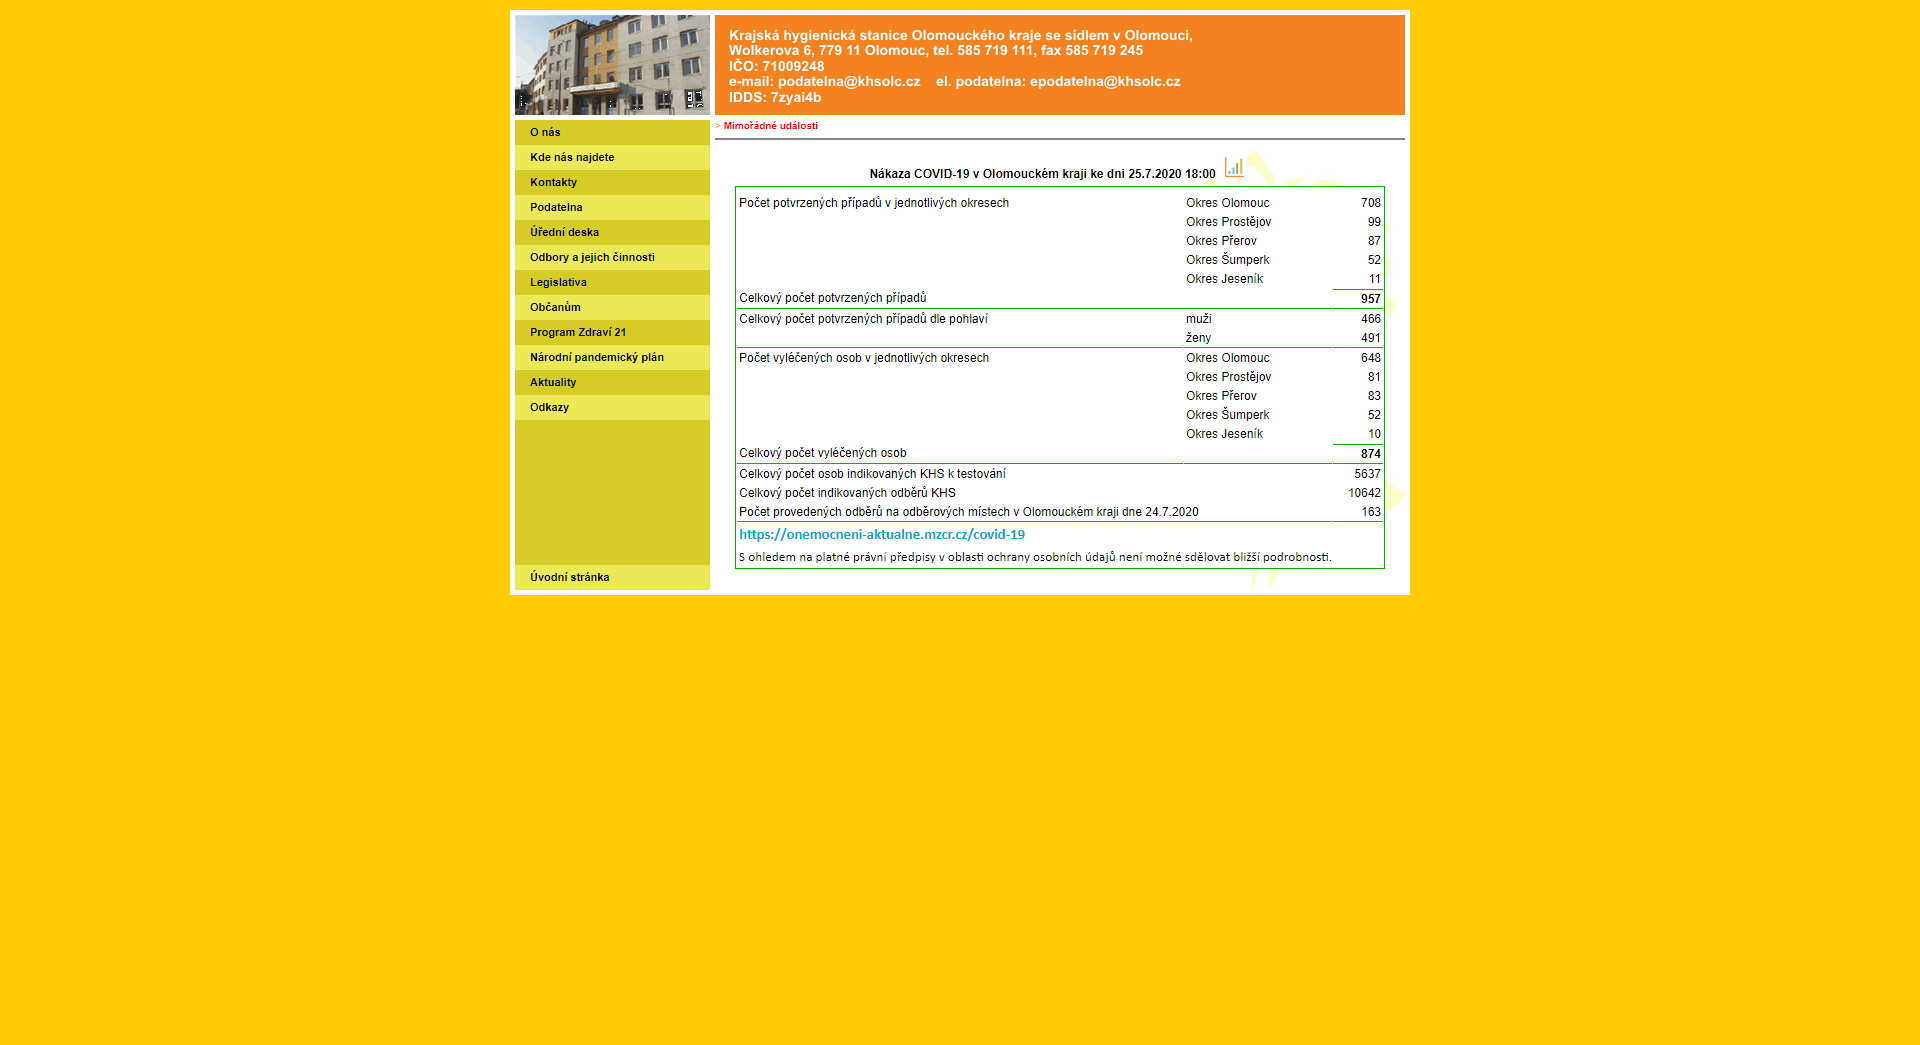 Krajská hygienická stanice Olomouckého kraje se sídlem v Olomouci,
Wolkerova 6, 779 11 Olomouc, tel. 585 719 111, fax 585 719 245
IČO: 71009248
e-mail: podatelna@khsolc.cz    el. podatelna: epodatelna@khsolc.cz
IDDS: 7zyai4b
O nás
Kde nás najdete
Kontakty
Podatelna
Úřední deska
Odbory a jejich činnosti
Legislativa
Občanům
Program Zdraví 21
Národní pandemický plán
Aktuality
Odkazy
Úvodní stránka
> Mimořádné události
Nákaza COVID-19 v Olomouckém kraji ke dni 25.7.2020 18:00
Počet potvrzených případů v jednotlivých okresech Okres Olomouc 708
Okres Prostějov 99
Okres Přerov 87
Okres Šumperk 52
Okres Jeseník 11
Celkový počet potvrzených případů 957
Celkový počet potvrzených případů dle pohlaví muži 466
ženy 491
Počet vyléčených osob v jednotlivých okresech Okres Olomouc 648
Okres Prostějov 81
Okres Přerov 83
Okres Šumperk 52
Okres Jeseník 10
Celkový počet vyléčených osob 874
Celkový počet osob indikovaných KHS k testování 5637
Celkový počet indikovaných odběrů KHS 10642
Počet provedených odběrů na odběrových místech v Olomouckém kraji dne 24.7.2020 163
https://onemocneni-aktualne.mzcr.cz/covid-19
S ohledem na platné právní předpisy v oblasti ochrany osobních údajů není možné sdělovat bližší podrobnosti.